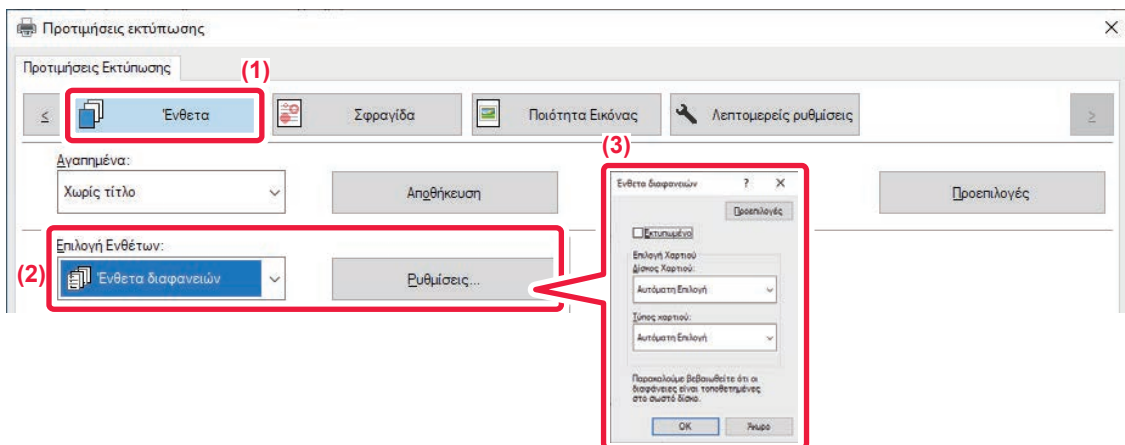 Προτιμήσεις εκτύπωσης
Προτιμήσεις Εκτύπωσης
(1)
≤ Ένθετα Σφραγίδα Ποιότητα Εικόνας Λεπτομερείς ρυθμίσεις ≥
(3)
Αγαπημένα:
Χωρίς τίτλο Αποθήκευση Προεπιλογές
(2)
Επιλογή Ενθέτων:
Ένθετα διαφανειών Ρυθμίσεις...
Ένθετα διαφανειών ?
Προεπιλογές
Εκτυπωμένο
Επιλογή Χαρτιού
Δίσκος Χαρτιού:
Αυτόματη Επιλογή
Τύπος χαρτιού:
Αυτόματη Επιλογή
Παρακαλούμε βεβαιωθείτε ότι οι
διαφάνειες είναι τοποθετημένες
στο σωστό δίσκο.
OK Άκυρο